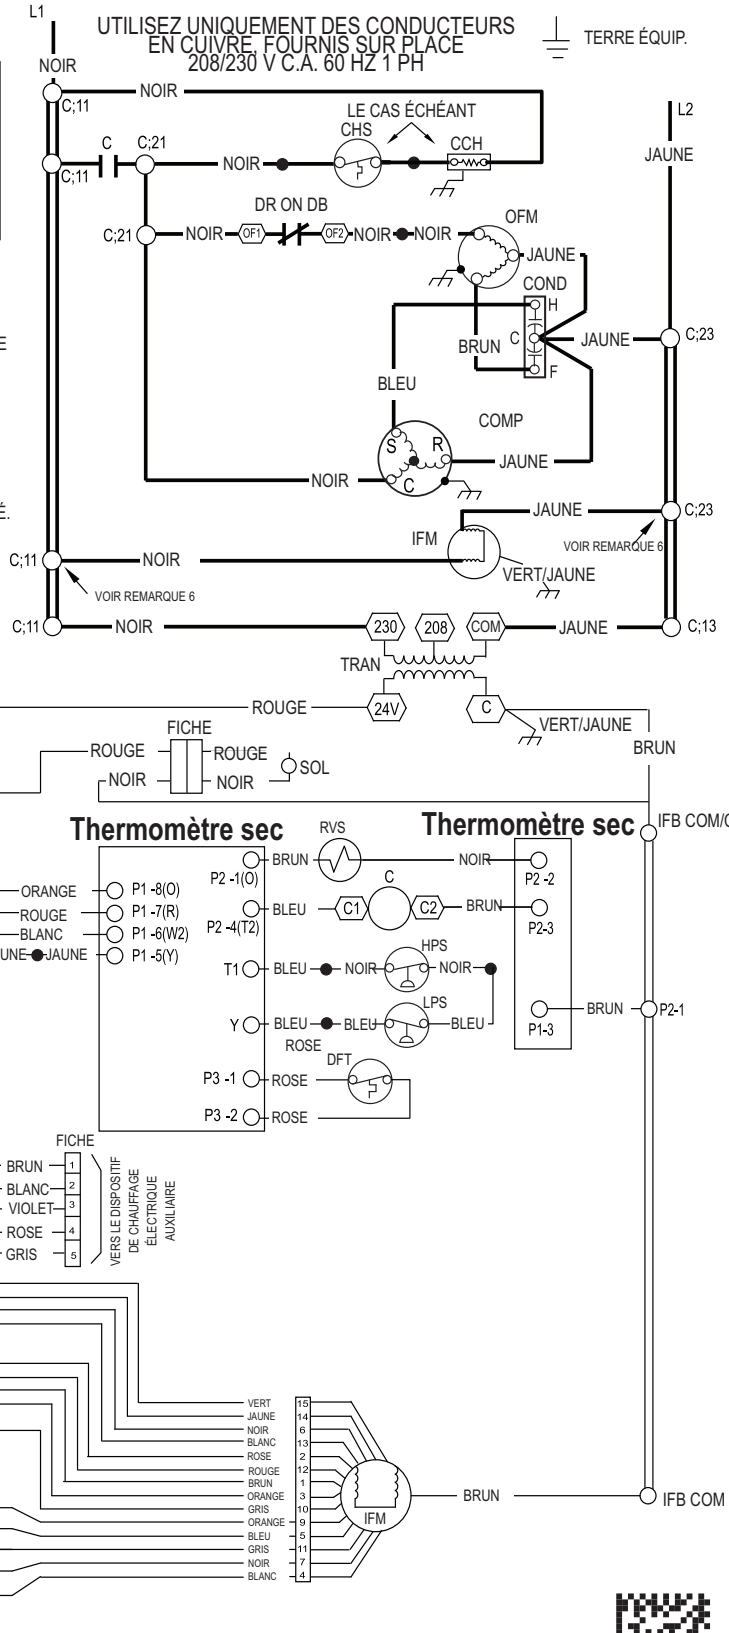 L1
UTILISEZ UNIQUEMENT DES CONDUCTEURS
EN CUIVRE, FOURNIS SUR PLACE
208/230 V C.A. 60 HZ 1 PH
TERRE ÉQUIP.
NOIR
NOIR
C;11
LE CAS ÉCHÉANT
L2
CHS
C
C;21
CCH
JAUNE
C;11
NOIR
DR ON DB
OFM
C;21
NOIR
OF1
OF2
NOIR
NOIR
JAUNE
COND
H
E
BRUN
C
JAUNE
C;23
F
BLEU
COMP
S
R
C
JAUNE
NOIR
É.
JAUNE
C;23
IFM
VOIR REMARQUE 6
C;11
NOIR
VERT/JAUNE
VOIR REMARQUE 6
C;11
NOIR
230
208
COM
JAUNE
C;13
TRAN
ROUGE
24V
C
VERT/JAUNE
FICHE
BRUN
ROUGE
ROUGE
SOL
NOIR
NOIR
Thermomètre sec
RVS
Thermomètre sec
IFB COM/C
BRUN
NOIR
P2 -1(O)
P2 -2
ORANGE
P1 -8(O)
C
ROUGE
P1 -7(R)
BLEU
C1
C2
BRUN
P2 -4(T2)
P2-3
BLANC
P1 -6(W2)
UNE
JAUNE
P1 -5(Y)
HPS
T1
BLEU
NOIR
NOIR
LPS
P2-1
BRUN
Y
BLEU
BLEU
BLEU
P1-3
ROSE
DFT
P3 -1
ROSE
P3 -2
ROSE
FICHE
BRUN
1
BLANC
2
VIOLET
3
ROSE
4
GRIS
5
VERS LE DISPOSITIF
DE CHAUFFAGE
ÉLECTRIQUE
AUXILIAIRE
VERT 15
JAUNE 14
NOIR 6
BLANC 13
ROSE 2
ROUGE 12
BRUN 1
ORANGE 3
GRIS 10
ORANGE 9
BLEU 5
GRIS 11
NOIR 7
BLANC 4
IFM
BRUN
IFB COM